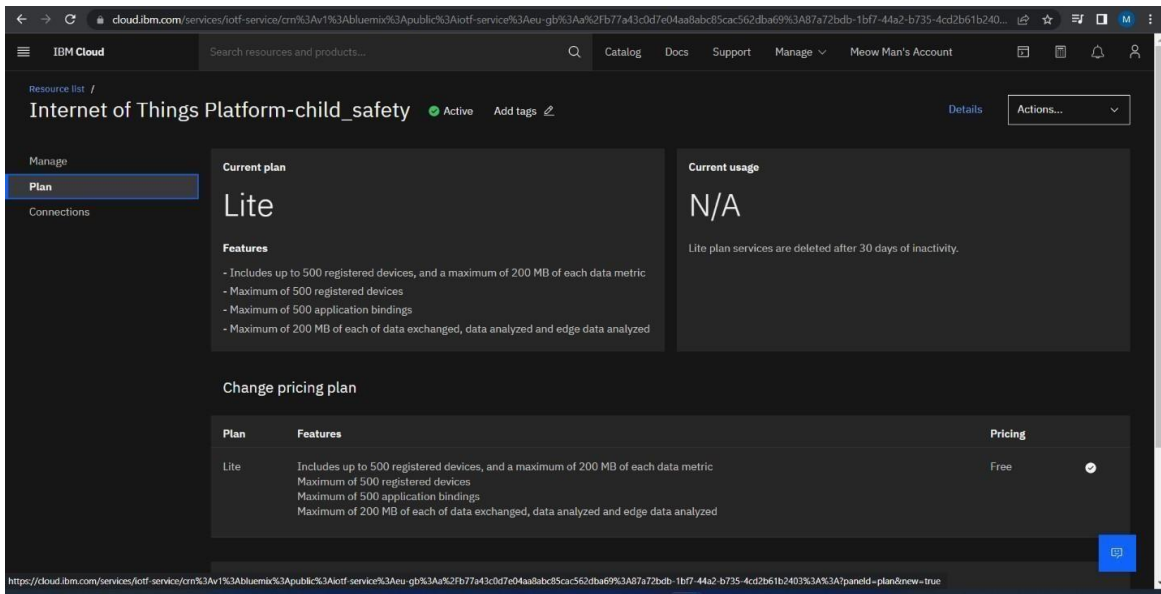 cloud.ibm.com/services/iotf-service/crn%3Av1%3Abluemix%3Apublic%3Aiotf-service%3Aeu-gb%3Aa%2Fb77a43c0d7e04aa8abc85cac562dba69%3A87a72bdb-1bf7-44a2-b735-4cd2b61b240...
M
IBM Cloud
Search resources and products...
Catalog
Docs
Support
Manage
Meow Man's Account
Resource list /
Internet of Things Platform-child_safety
Active
Add tags
Details
Actions...
Manage
Plan
Connections
Current plan
Lite
Features
- Includes up to 500 registered devices, and a maximum of 200 MB of each data metric
- Maximum of 500 registered devices
- Maximum of 500 application bindings
- Maximum of 200 MB of each of data exchanged, data analyzed and edge data analyzed
Current usage
N/A
Lite plan services are deleted after 30 days of inactivity.
Change pricing plan
Plan
Features
Pricing
Lite
Includes up to 500 registered devices, and a maximum of 200 MB of each data metric
Maximum of 500 registered devices
Maximum of 500 application bindings
Maximum of 200 MB of each of data exchanged, data analyzed and edge data analyzed
Free
https://cloud.ibm.com/services/iotf-service/crn%3Av1%3Abluemix%3Apublic%3Aiotf-service%3Aeu-gb%3Aa%2Fb77a43c0d7e04aa8abc85cac562dba69%3A87a72bdb-1bf7-44a2-b735-4cd2b61b2403%3A%3A?paneId=plan&new=true